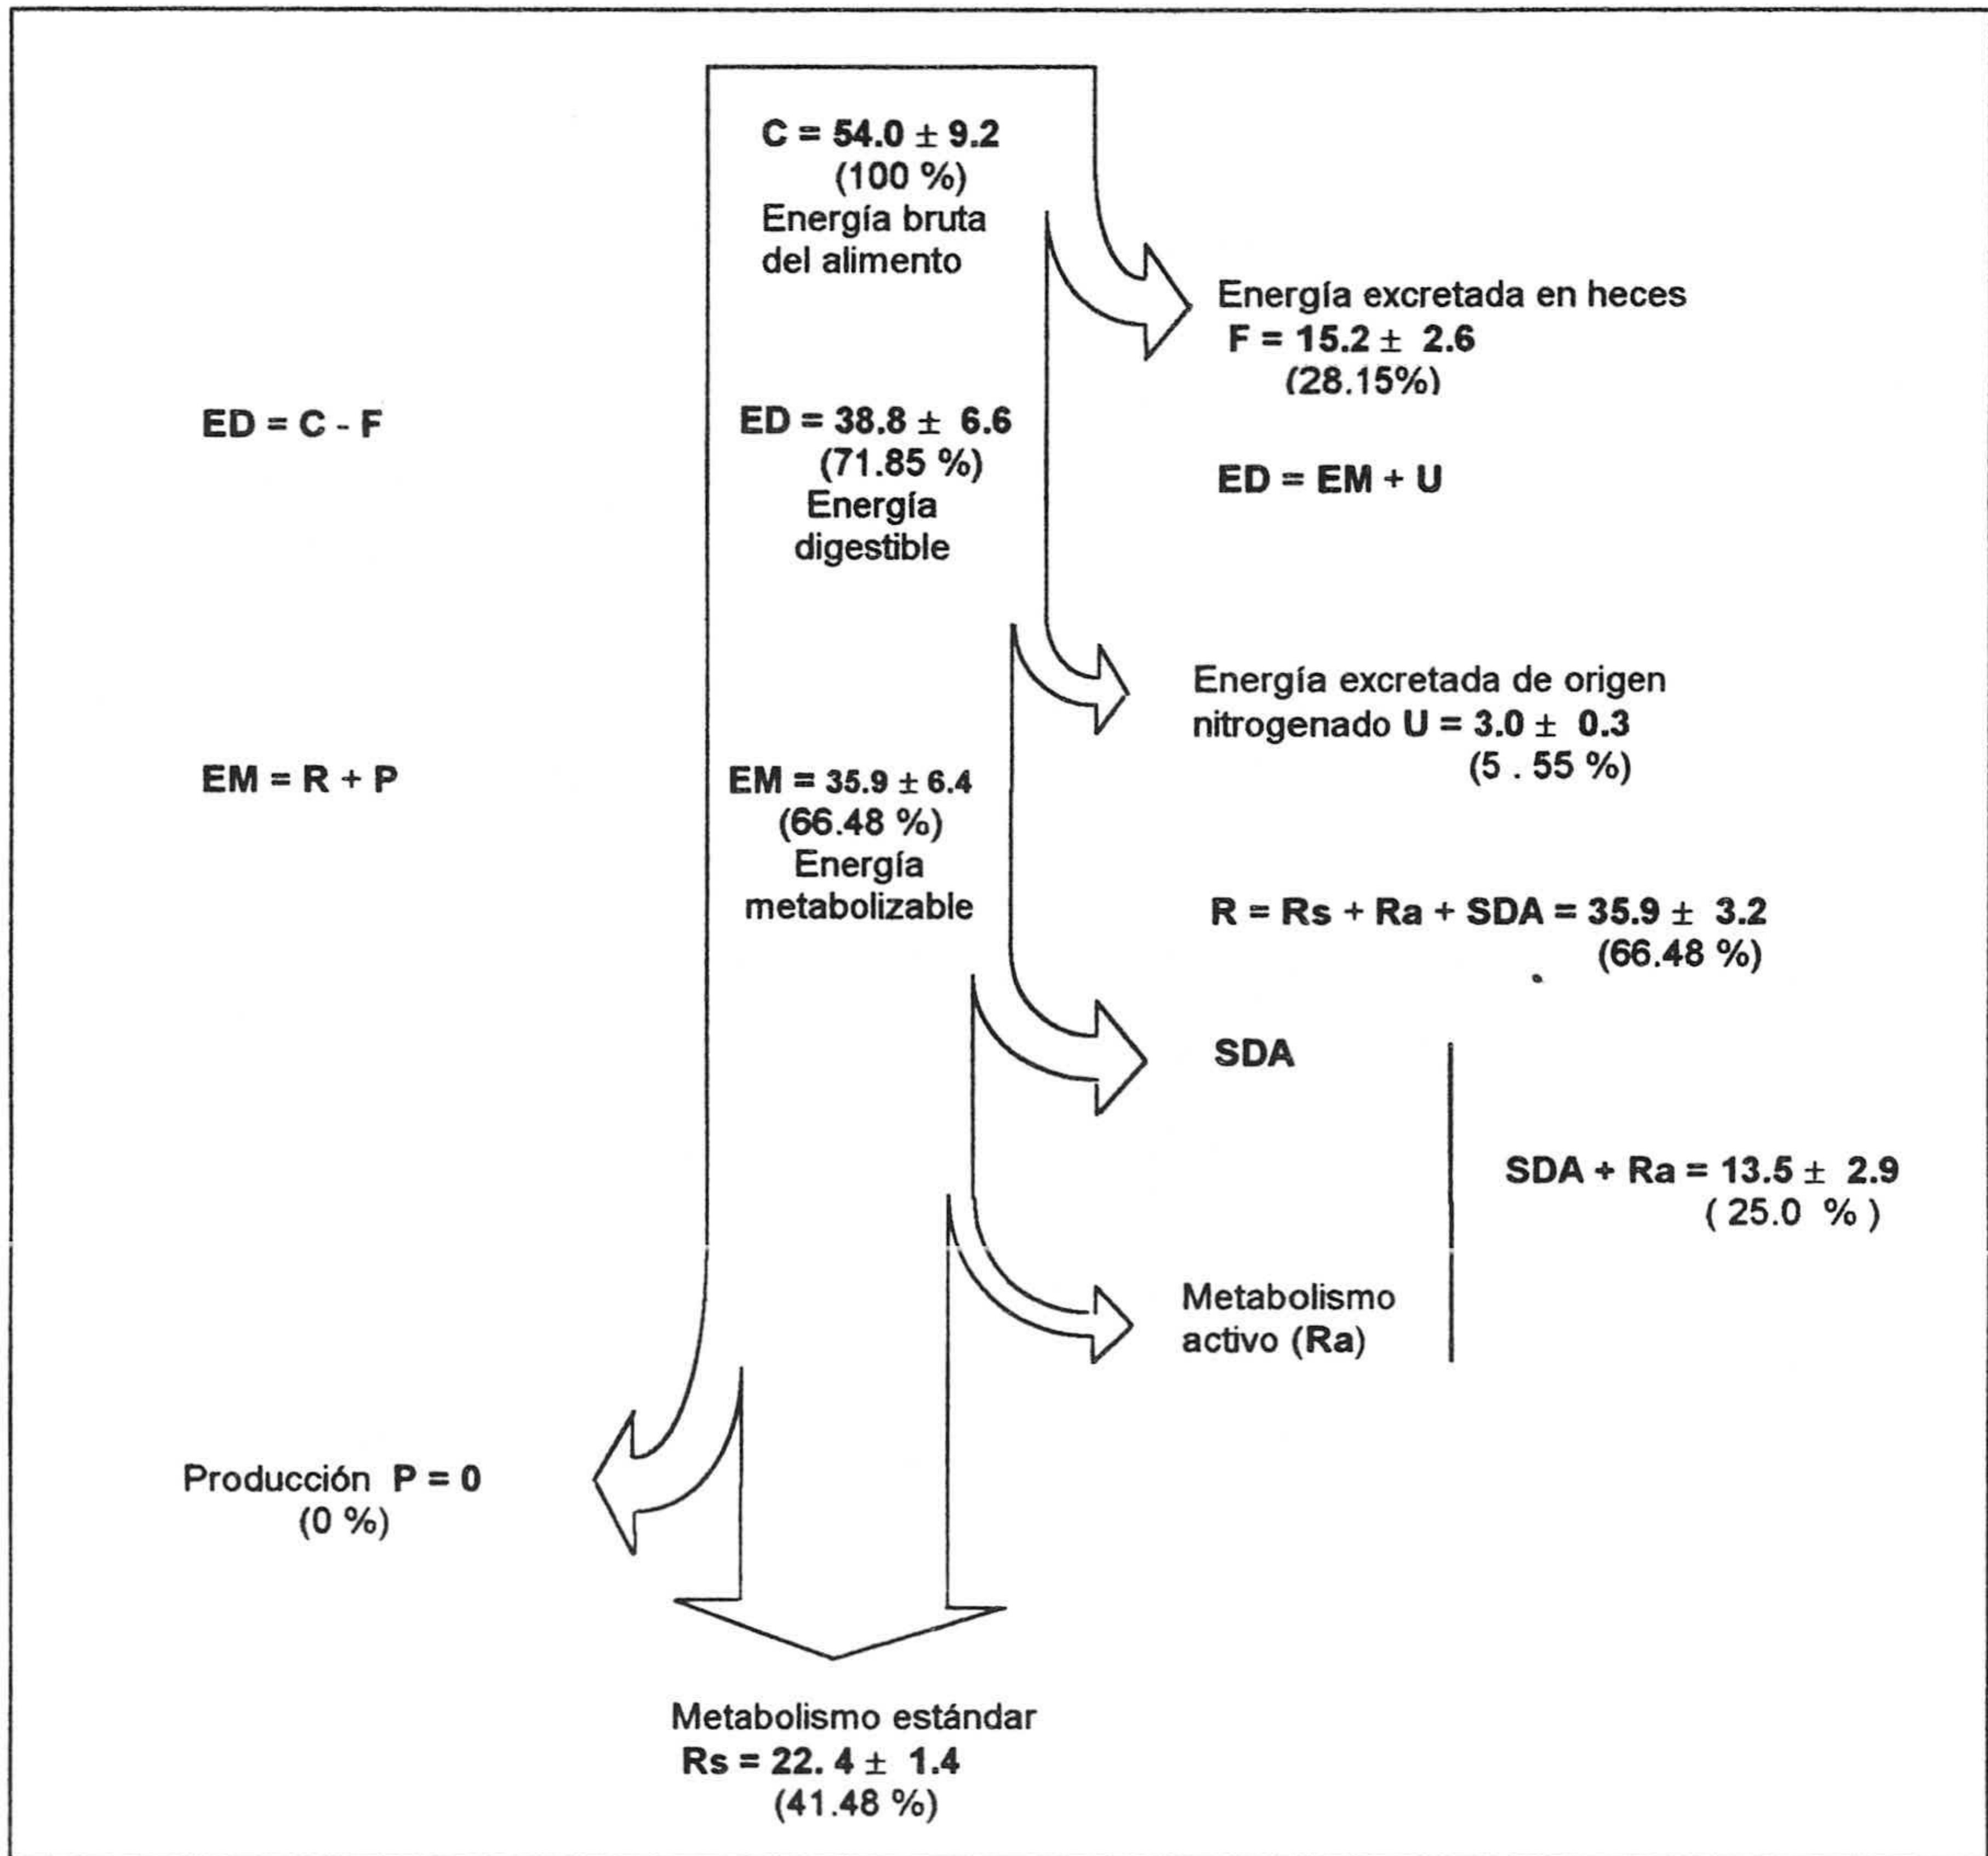 C = 54.0 ± 9.2
(100 %)
Energía bruta
del alimento
Energía excretada en heces
F = 15.2 ± 2.6
(28.15%)
ED = C - F
ED = 38.8 ± 6.6
(71.85 %)
Energía
digestible
ED = EM + U
Energía excretada de origen
nitrogenado U = 3.0 ± 0.3
(5 . 55 %)
EM = R + P
EM = 35.9 ± 6.4
(66.48 %)
Energía
metabolizable
R = Rs + Ra + SDA = 35.9 ± 3.2
(66.48 %)
SDA
SDA + Ra = 13.5 ± 2.9
( 25.0 % )
Metabolismo
activo (Ra)
Producción P = 0
(0 %)
Metabolismo estándar
Rs = 22. 4 ± 1.4
(41.48 %)